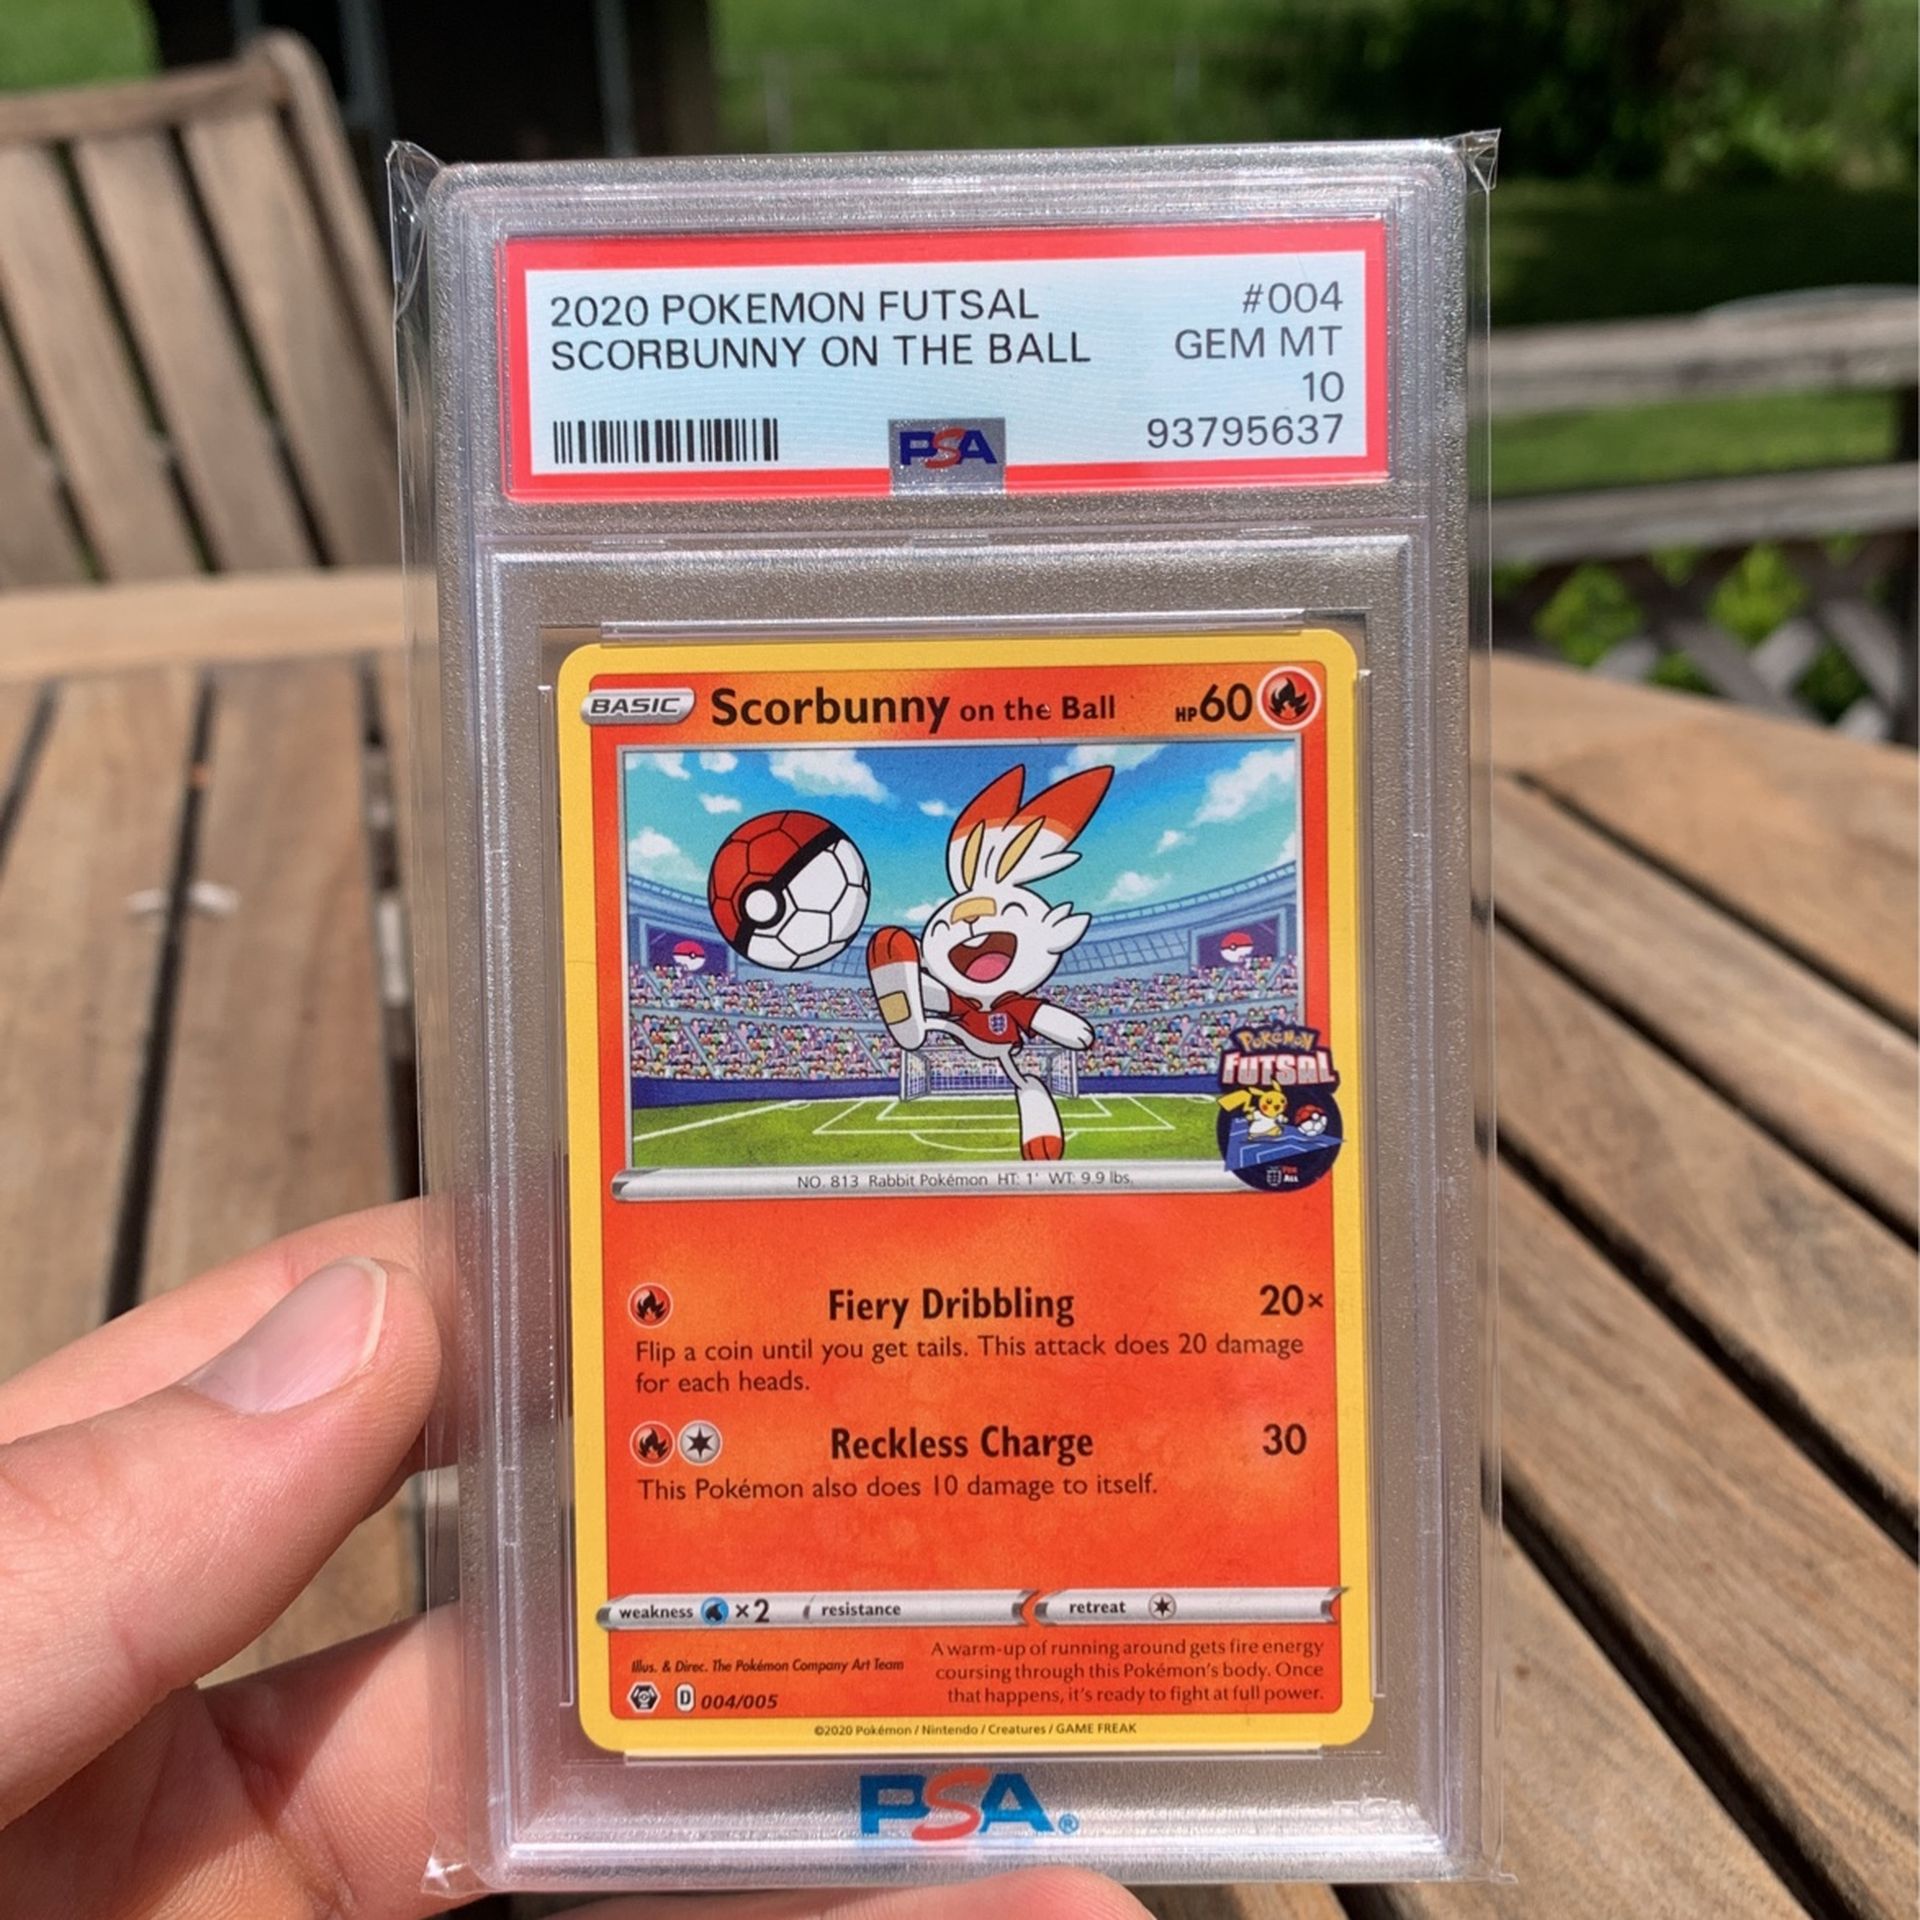 2020 POKEMON FUTSAL #004
SCORBUNNY ON THE BALL GEM MT
10
PSA 93795637
BASIC Scorbunny on the Ball HP60
Pokémon
FUTSAL
FOR
ALL
NO. 813 Rabbit Pokémon HT: 1' WT: 9.9 lbs.
Fiery Dribbling 20×
Flip a coin until you get tails. This attack does 20 damage
for each heads.
Reckless Charge 30
This Pokémon also does 10 damage to itself.
weakness ×2 resistance retreat
Illus. & Direc. The Pokémon Company Art Team
A warm-up of running around gets fire energy
coursing through this Pokémon's body. Once
that happens, it's ready to fight at full power.
D 004/005
©2020 Pokémon / Nintendo / Creatures / GAME FREAK
PSA®